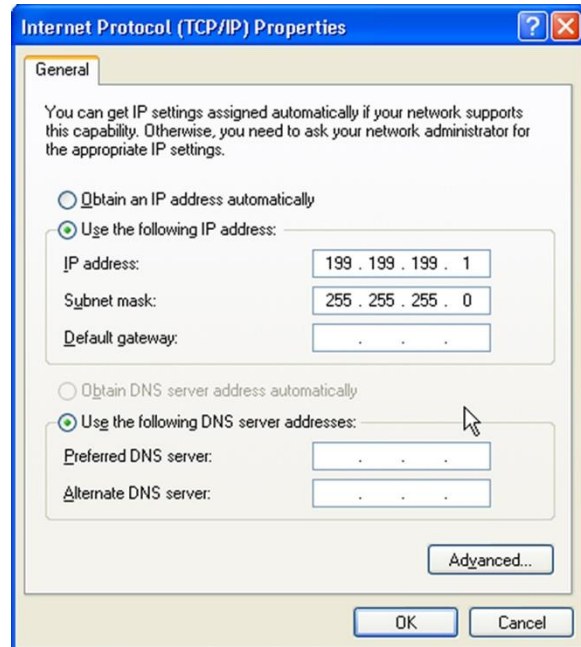 Internet Protocol (TCP/IP) Properties
General
You can get IP settings assigned automatically if your network supports
this capability. Otherwise, you need to ask your network administrator for
the appropriate IP settings.
Obtain an IP address automatically
Use the following IP address:
IP address: 199 . 199 . 199 . 1
Subnet mask: 255 . 255 . 255 . 0
Default gateway: . . .
Obtain DNS server address automatically
Use the following DNS server addresses:
Preferred DNS server: . . .
Alternate DNS server: . . .
Advanced...
OK Cancel